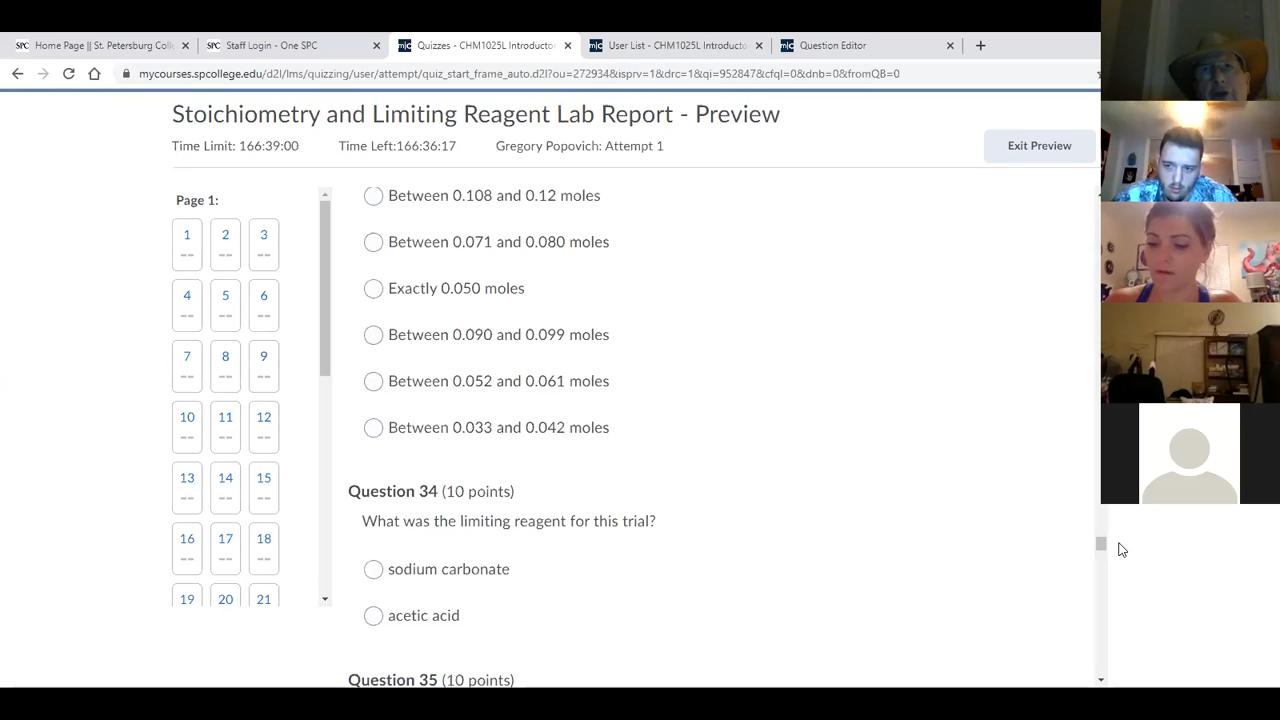 Home Page || St. Petersburg Coll
Staff Login - One SPC
Quizzes - CHM1025L Introductor
User List - CHM1025L Introducto
Question Editor
mycourses.spcollege.edu/d2l/lms/quizzing/user/attempt/quiz_start_frame_auto.d2l?ou=272934&isprv=1&drc=1&qi=952847&cfql=0&dnb=0&fromQB=0
Stoichiometry and Limiting Reagent Lab Report - Preview
Time Limit: 166:39:00 Time Left:166:36:17 Gregory Popovich: Attempt 1
Exit Preview
Page 1:
1 2 3
-- -- --
4 5 6
-- -- --
7 8 9
-- -- --
10 11 12
-- -- --
13 14 15
-- -- --
16 17 18
-- -- --
19 20 21
Between 0.108 and 0.12 moles
Between 0.071 and 0.080 moles
Exactly 0.050 moles
Between 0.090 and 0.099 moles
Between 0.052 and 0.061 moles
Between 0.033 and 0.042 moles
Question 34 (10 points)
What was the limiting reagent for this trial?
sodium carbonate
acetic acid
Question 35 (10 points)